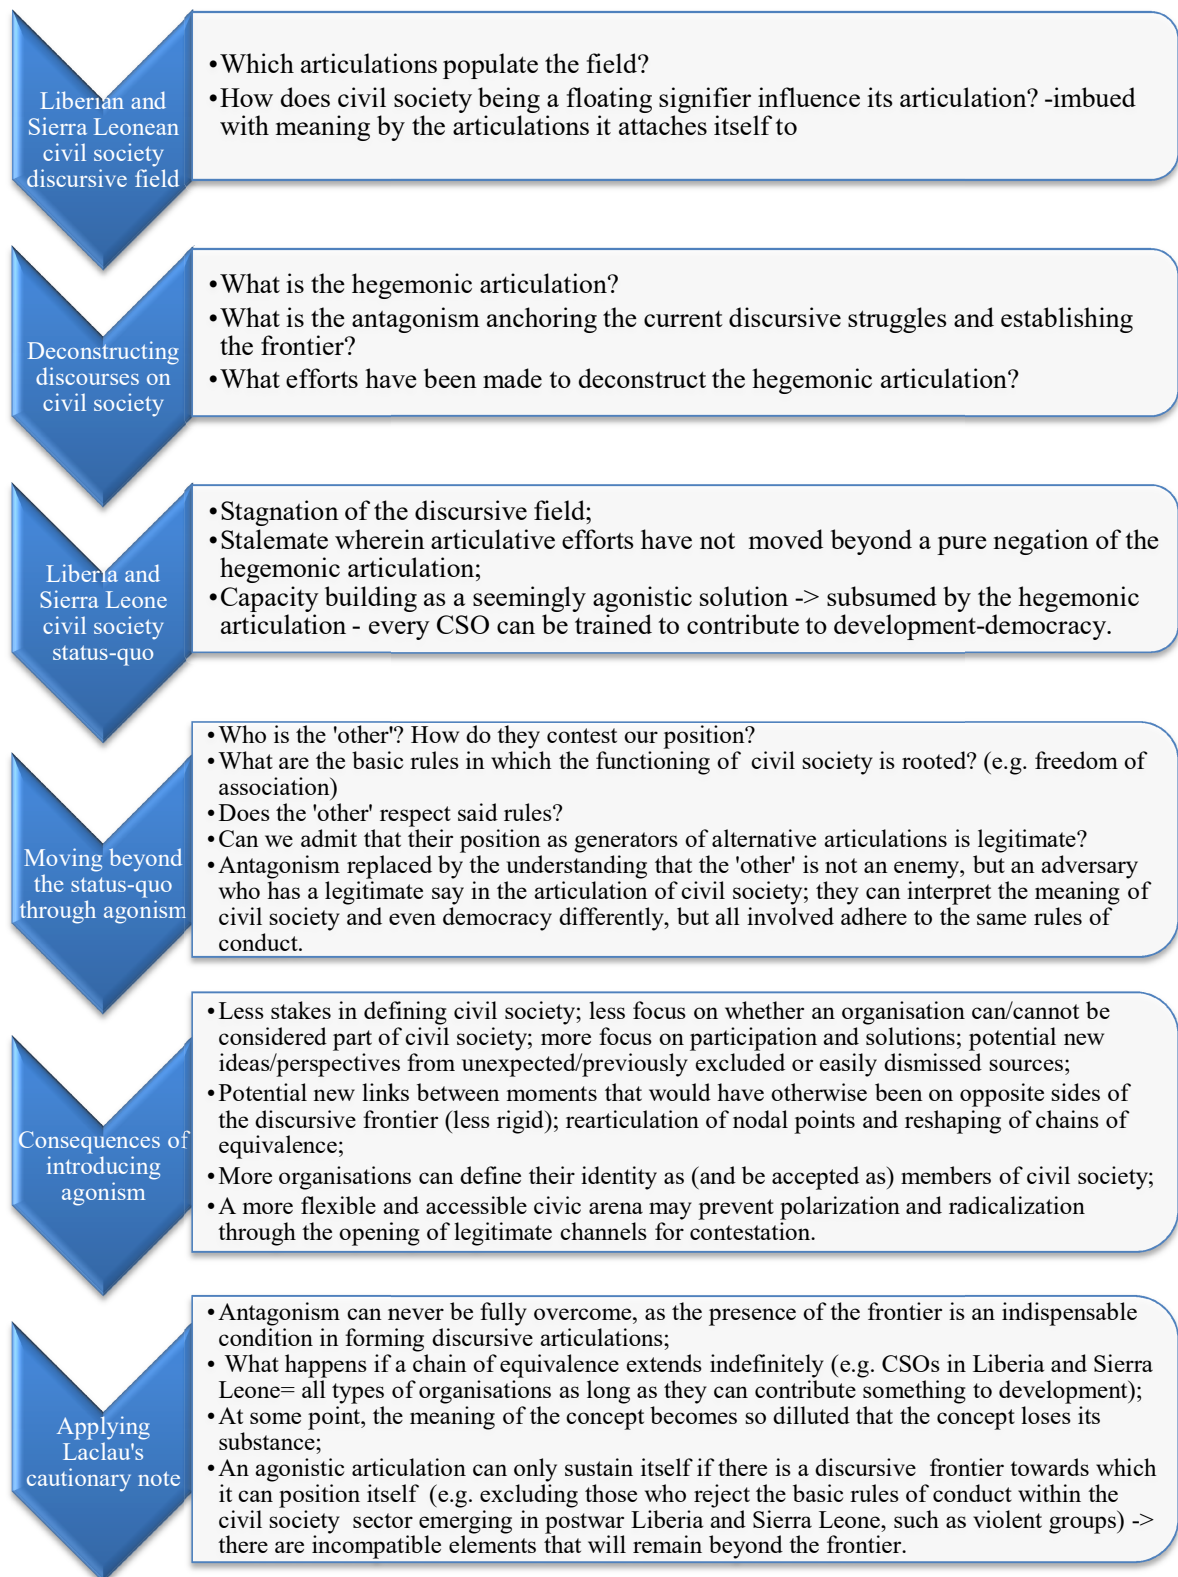 Liberian and
Sierra Leonean
civil society
discursive field
•Which articulations populate the field?
•How does civil society being a floating signifier influence its articulation? -imbued
with meaning by the articulations it attaches itself to
Deconstructing
discourses on
civil society
•What is the hegemonic articulation?
•What is the antagonism anchoring the current discursive struggles and establishing
the frontier?
•What efforts have been made to deconstruct the hegemonic articulation?
Liberia and
Sierra Leone
civil society
status-quo
•Stagnation of the discursive field;
•Stalemate wherein articulative efforts have not moved beyond a pure negation of the
hegemonic articulation;
•Capacity building as a seemingly agonistic solution -> subsumed by the hegemonic
articulation - every CSO can be trained to contribute to development-democracy.
Moving beyond
the status-quo
through agonism
•Who is the 'other'? How do they contest our position?
•What are the basic rules in which the functioning of civil society is rooted? (e.g. freedom of
association)
•Does the 'other' respect said rules?
•Can we admit that their position as generators of alternative articulations is legitimate?
•Antagonism replaced by the understanding that the 'other' is not an enemy, but an adversary
who has a legitimate say in the articulation of civil society; they can interpret the meaning of
civil society and even democracy differently, but all involved adhere to the same rules of
conduct.
Consequences of
introducing
agonism
•Less stakes in defining civil society; less focus on whether an organisation can/cannot be
considered part of civil society; more focus on participation and solutions; potential new
ideas/perspectives from unexpected/previously excluded or easily dismissed sources;
•Potential new links between moments that would have otherwise been on opposite sides of
the discursive frontier (less rigid); rearticulation of nodal points and reshaping of chains of
equivalence;
•More organisations can define their identity as (and be accepted as) members of civil society;
•A more flexible and accessible civic arena may prevent polarization and radicalization
through the opening of legitimate channels for contestation.
Applying
Laclau's
cautionary note
•Antagonism can never be fully overcome, as the presence of the frontier is an indispensable
condition in forming discursive articulations;
• What happens if a chain of equivalence extends indefinitely (e.g. CSOs in Liberia and Sierra
Leone= all types of organisations as long as they can contribute something to development);
•At some point, the meaning of the concept becomes so dilluted that the concept loses its
substance;
•An agonistic articulation can only sustain itself if there is a discursive frontier towards which
it can position itself (e.g. excluding those who reject the basic rules of conduct within the
civil society sector emerging in postwar Liberia and Sierra Leone, such as violent groups) ->
there are incompatible elements that will remain beyond the frontier.